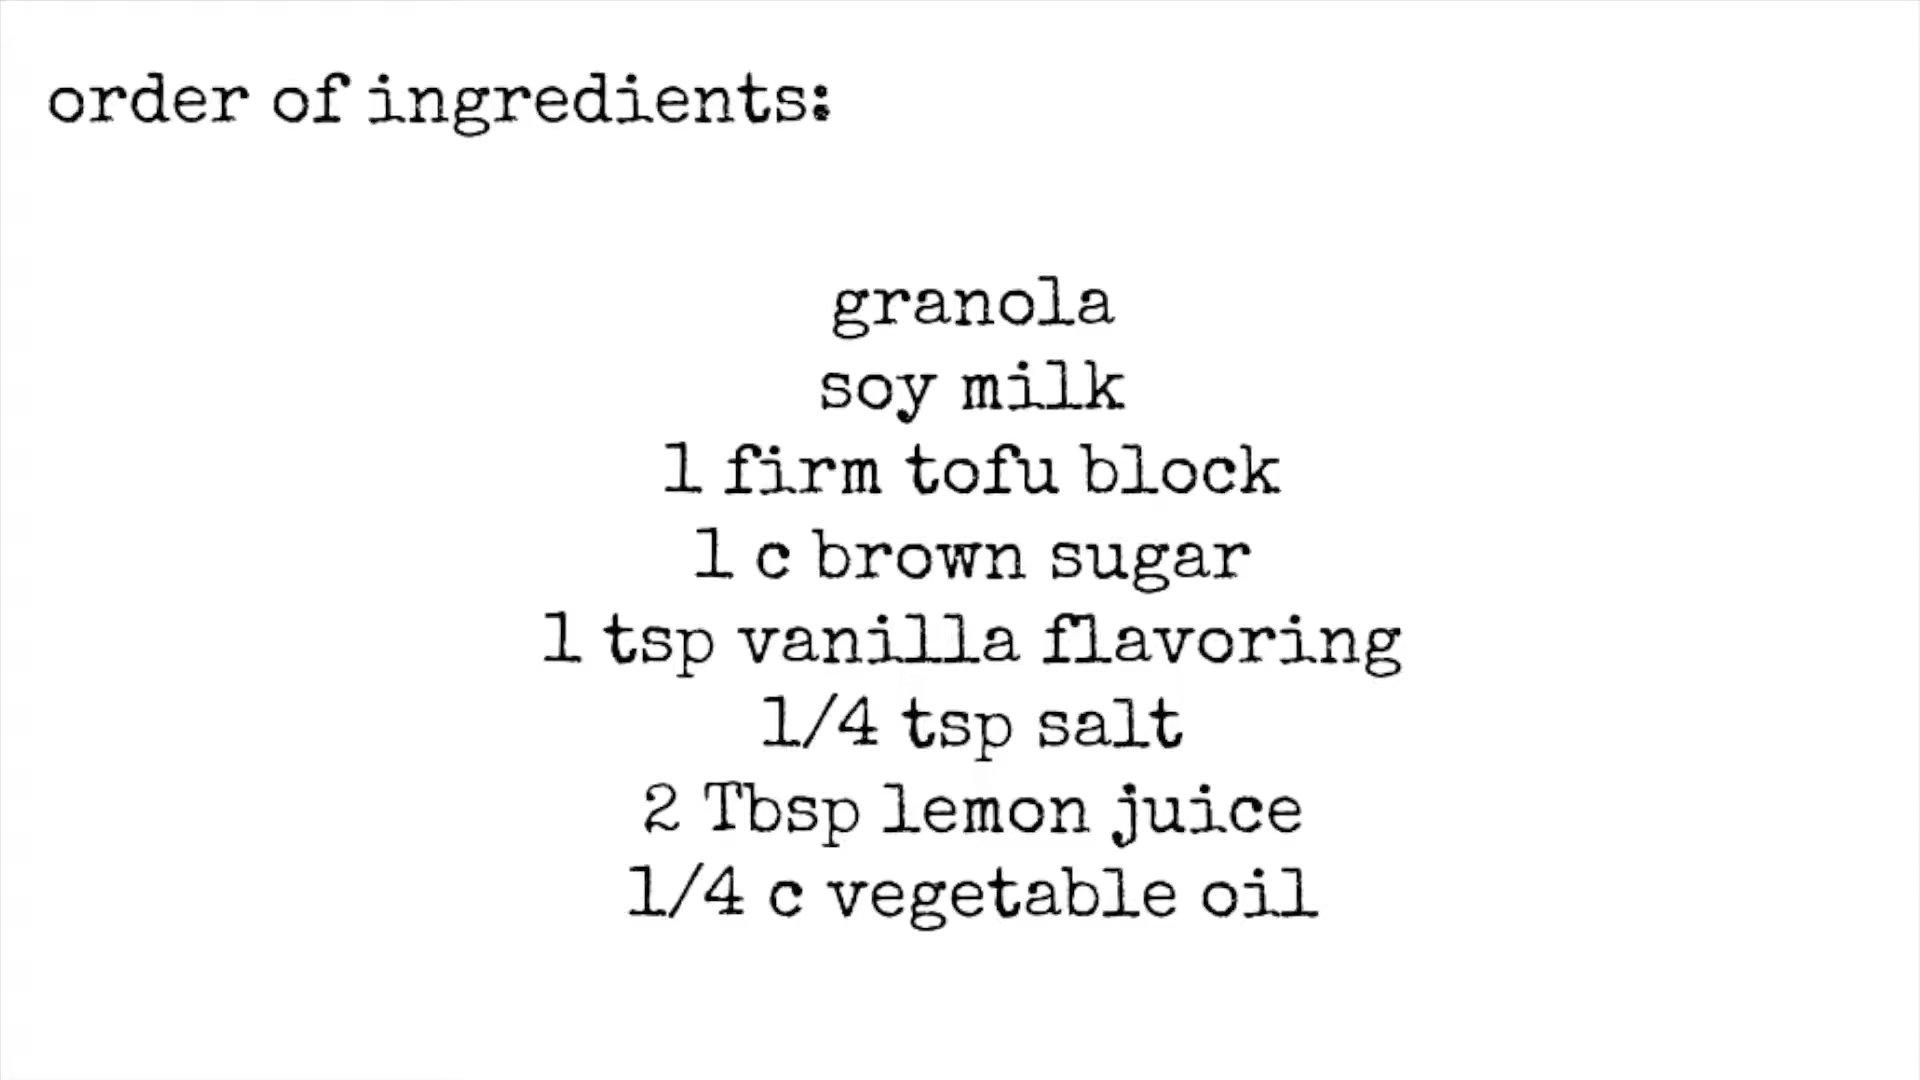 order of ingredients:
granola
soy milk
1 firm tofu block
1 c brown sugar
1 tsp vanilla flavoring
1/4 tsp salt
2 Tbsp lemon juice
1/4 c vegetable oil